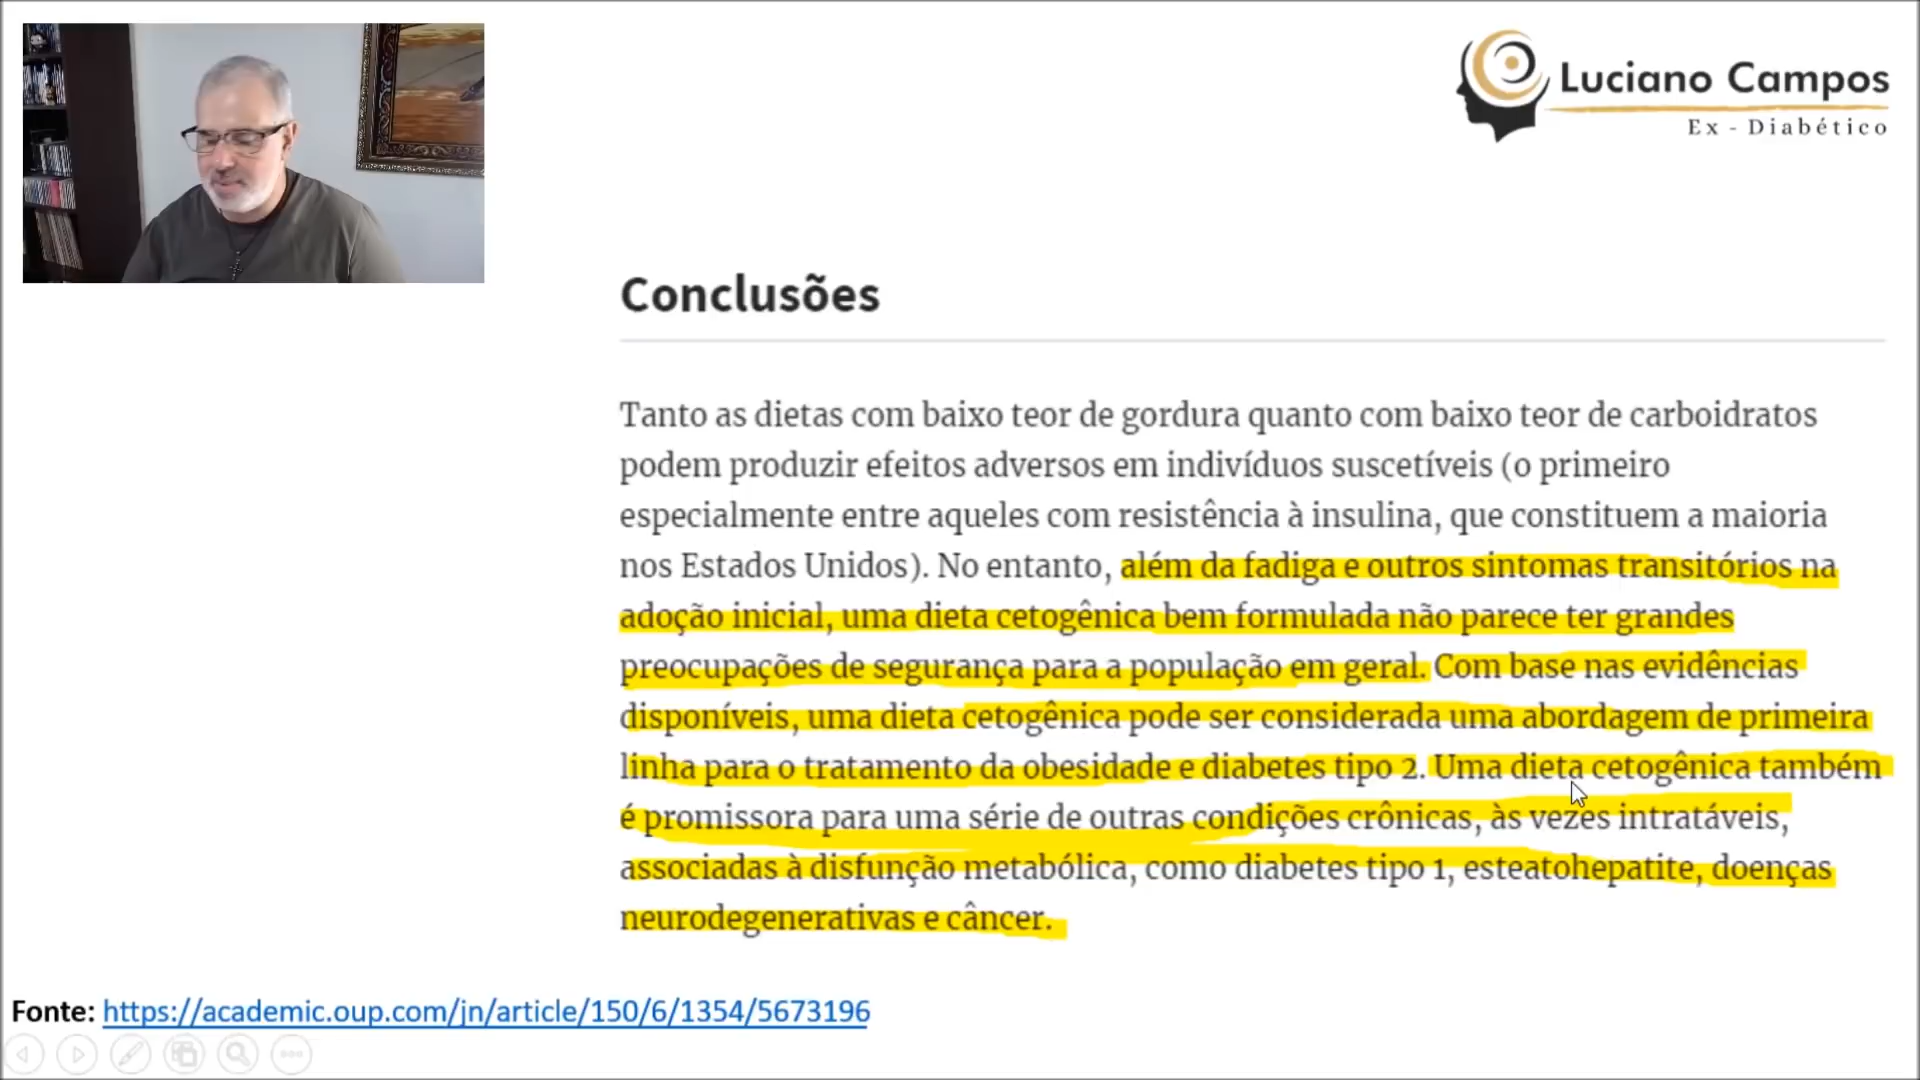 Luciano Campos
Ex - Diabético
Conclusões
Tanto as dietas com baixo teor de gordura quanto com baixo teor de carboidratos
podem produzir efeitos adversos em indivíduos suscetíveis (o primeiro
especialmente entre aqueles com resistência à insulina, que constituem a maioria
nos Estados Unidos). No entanto, além da fadiga e outros sintomas transitórios na
adoção inicial, uma dieta cetogênica bem formulada não parece ter grandes
preocupações de segurança para a população em geral. Com base nas evidências
disponíveis, uma dieta cetogênica pode ser considerada uma abordagem de primeira
linha para o tratamento da obesidade e diabetes tipo 2. Uma dieta cetogênica também
é promissora para uma série de outras condições crônicas, às vezes intratáveis,
associadas à disfunção metabólica, como diabetes tipo 1, esteatohepatite, doenças
neurodegenerativas e câncer.
Fonte: https://academic.oup.com/jn/article/150/6/1354/5673196